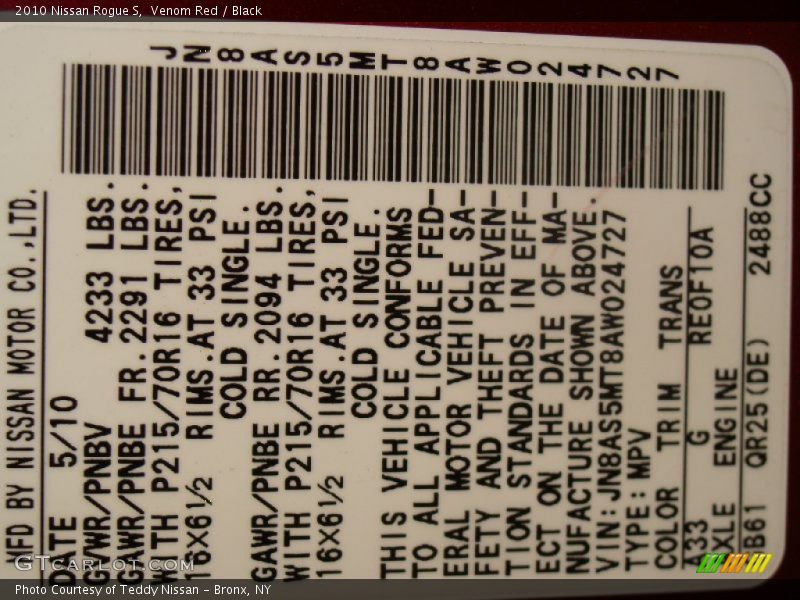 2010 Nissan Rogue S, Venom Red / Black
MFD BY NISSAN MOTOR CO.,LTD.
DATE 5/10
GVWR/PNBV 4233 LBS.
GAWR/PNBE FR. 2291 LBS.
WITH P215/70R16 TIRES,
16X6½ RIMS.AT 33 PSI
COLD SINGLE.
GAWR/PNBE RR. 2094 LBS.
WITH P215/70R16 TIRES,
16X6½ RIMS.AT 33 PSI
COLD SINGLE.
THIS VEHICLE CONFORMS
TO ALL APPLICABLE FED-
ERAL MOTOR VEHICLE SA-
FETY AND THEFT PREVEN-
TION STANDARDS IN EFF-
ECT ON THE DATE OF MA-
NUFACTURE SHOWN ABOVE.
VIN:JN8AS5MT8AW024727
TYPE:MPV
COLOR TRIM TRANS
A33 G RE0F10A
AXLE ENGINE
B61 QR25(DE) 2488CC
JN8AS5MT8AW024727
GTCarLot.com
Photo Courtesy of Teddy Nissan - Bronx, NY